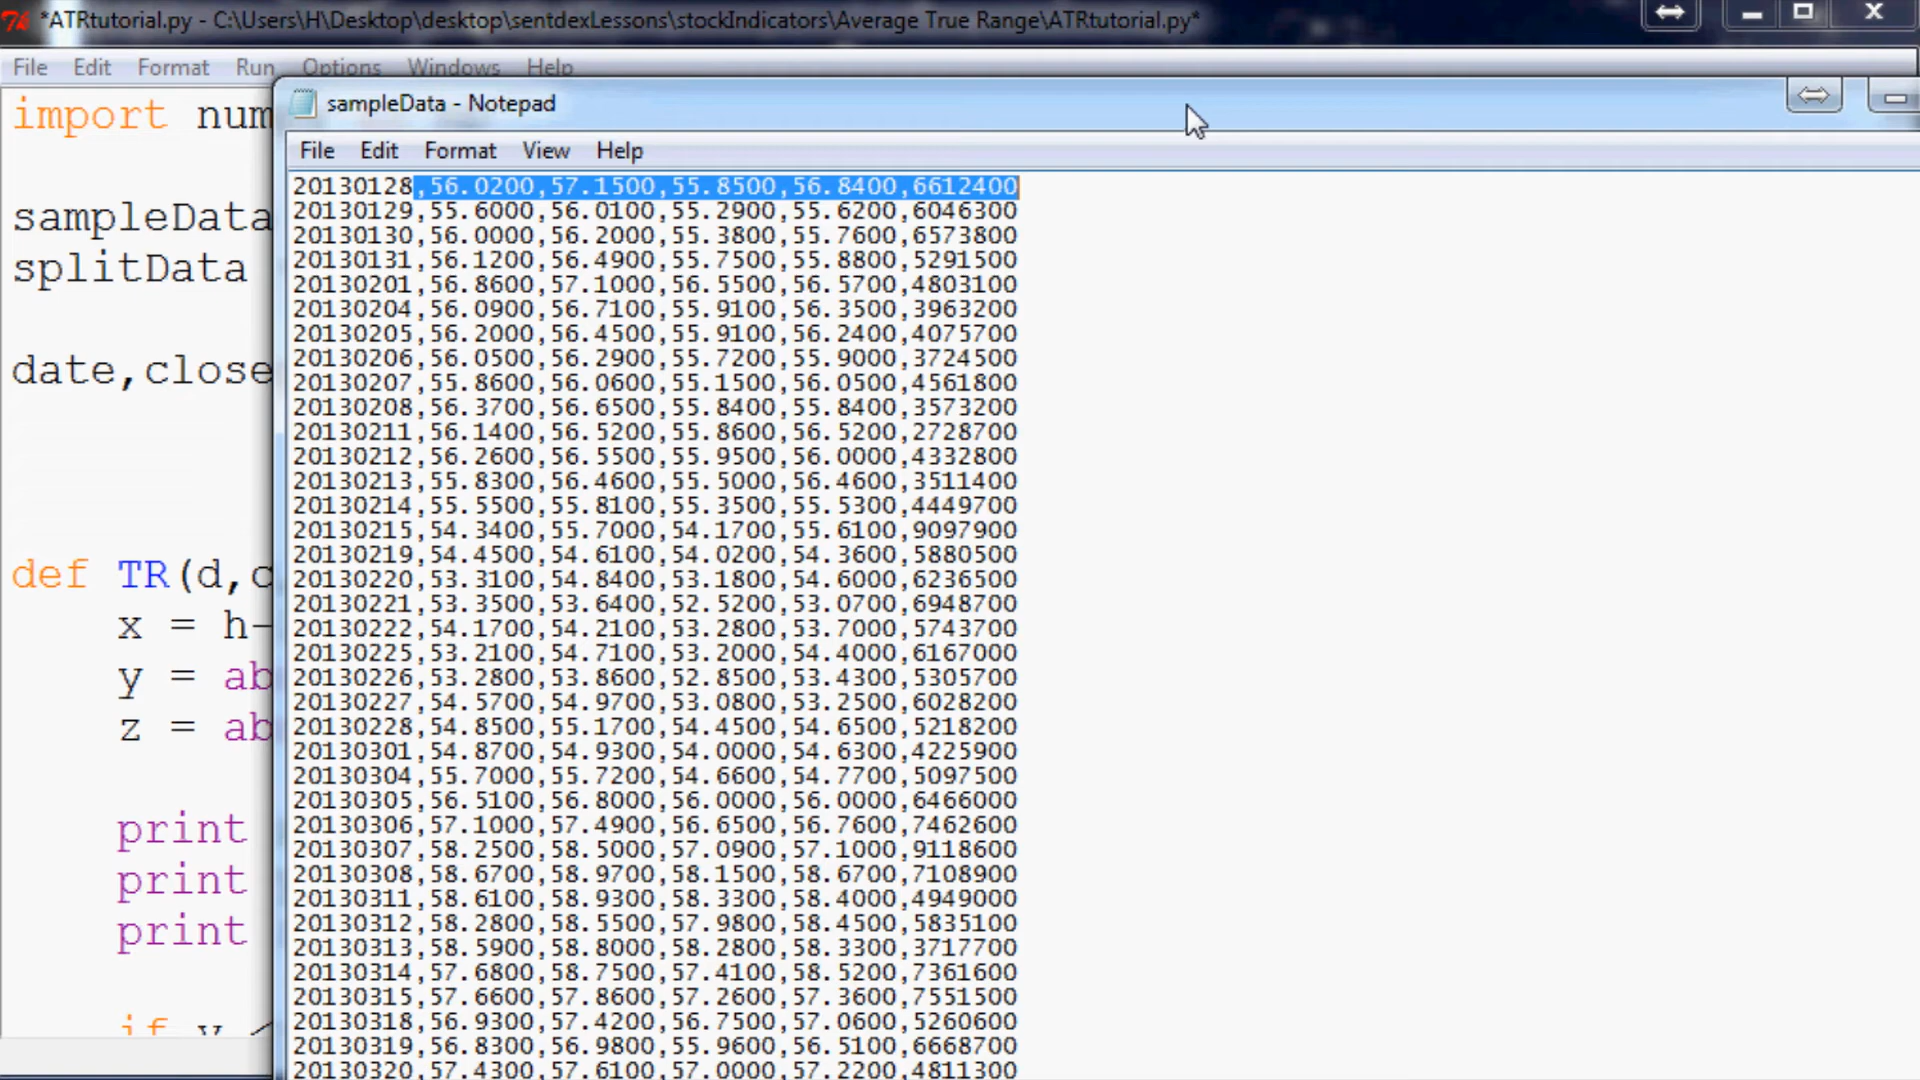 *ATRtutorial.py - C:\Users\H\Desktop\desktop\sentdexLessons\stockIndicators\Average True Range\ATRtutorial.py*
File Edit Format Run Options Windows Help
import num
sampleData
splitData
date,close
def TR(d,c
x = h-
y = ab
z = ab
print
print
print
if y <
sampleData - Notepad
File Edit Format View Help
20130128,56.0200,57.1500,55.8500,56.8400,6612400
20130129,55.6000,56.0100,55.2900,55.6200,6046300
20130130,56.0000,56.2000,55.3800,55.7600,6573800
20130131,56.1200,56.4900,55.7500,55.8800,5291500
20130201,56.8600,57.1000,56.5500,56.5700,4803100
20130204,56.0900,56.7100,55.9100,56.3500,3963200
20130205,56.2000,56.4500,55.9100,56.2400,4075700
20130206,56.0500,56.2900,55.7200,55.9000,3724500
20130207,55.8600,56.0600,55.1500,56.0500,4561800
20130208,56.3700,56.6500,55.8400,55.8400,3573200
20130211,56.1400,56.5200,55.8600,56.5200,2728700
20130212,56.2600,56.5500,55.9500,56.0000,4332800
20130213,55.8300,56.4600,55.5000,56.4600,3511400
20130214,55.5500,55.8100,55.3500,55.5300,4449700
20130215,54.3400,55.7000,54.1700,55.6100,9097900
20130219,54.4500,54.6100,54.0200,54.3600,5880500
20130220,53.3100,54.8400,53.1800,54.6000,6236500
20130221,53.3500,53.6400,52.5200,53.0700,6948700
20130222,54.1700,54.2100,53.2800,53.7000,5743700
20130225,53.2100,54.7100,53.2000,54.4000,6167000
20130226,53.2800,53.8600,52.8500,53.4300,5305700
20130227,54.5700,54.9700,53.0800,53.2500,6028200
20130228,54.8500,55.1700,54.4500,54.6500,5218200
20130301,54.8700,54.9300,54.0000,54.6300,4225900
20130304,55.7000,55.7200,54.6600,54.7700,5097500
20130305,56.5100,56.8000,56.0000,56.0000,6466000
20130306,57.1000,57.4900,56.6500,56.7600,7462600
20130307,58.2500,58.5000,57.0900,57.1000,9118600
20130308,58.6700,58.9700,58.1500,58.6700,7108900
20130311,58.6100,58.9300,58.3300,58.4000,4949000
20130312,58.2800,58.5500,57.9800,58.4500,5835100
20130313,58.5900,58.8000,58.2800,58.3300,3717700
20130314,57.6800,58.7500,57.4100,58.5200,7361600
20130315,57.6600,57.8600,57.2600,57.3600,7551500
20130318,56.9300,57.4200,56.7500,57.0600,5260600
20130319,56.8300,56.9800,55.9600,56.5100,6668700
20130320,57.4300,57.6100,57.0000,57.2200,4811300